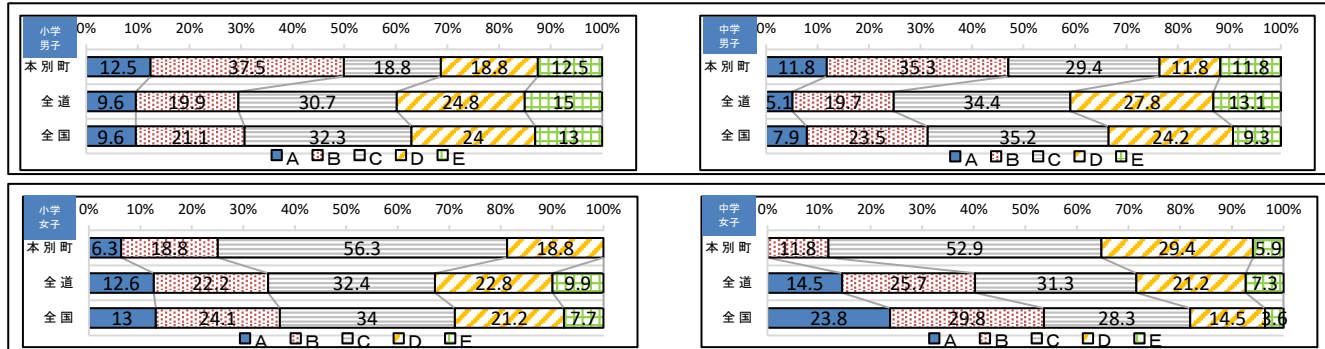 小学
男子
0% 10% 20% 30% 40% 50% 60% 70% 80% 90% 100%
本別町 12.5 37.5 18.8 18.8 12.5
全道 9.6 19.9 30.7 24.8 15
全国 9.6 21.1 32.3 24 13
A B C D E
中学
男子
0% 10% 20% 30% 40% 50% 60% 70% 80% 90% 100%
本別町 11.8 35.3 29.4 11.8 11.8
全道 5.1 19.7 34.4 27.8 13.1
全国 7.9 23.5 35.2 24.2 9.3
A B C D E
小学
女子
0% 10% 20% 30% 40% 50% 60% 70% 80% 90% 100%
本別町 6.3 18.8 56.3 18.8
全道 12.6 22.2 32.4 22.8 9.9
全国 13 24.1 34 21.2 7.7
A B C D E
中学
女子
0% 10% 20% 30% 40% 50% 60% 70% 80% 90% 100%
本別町 11.8 52.9 29.4 5.9
全道 14.5 25.7 31.3 21.2 7.3
全国 23.8 29.8 28.3 14.5 3.6
A B C D E